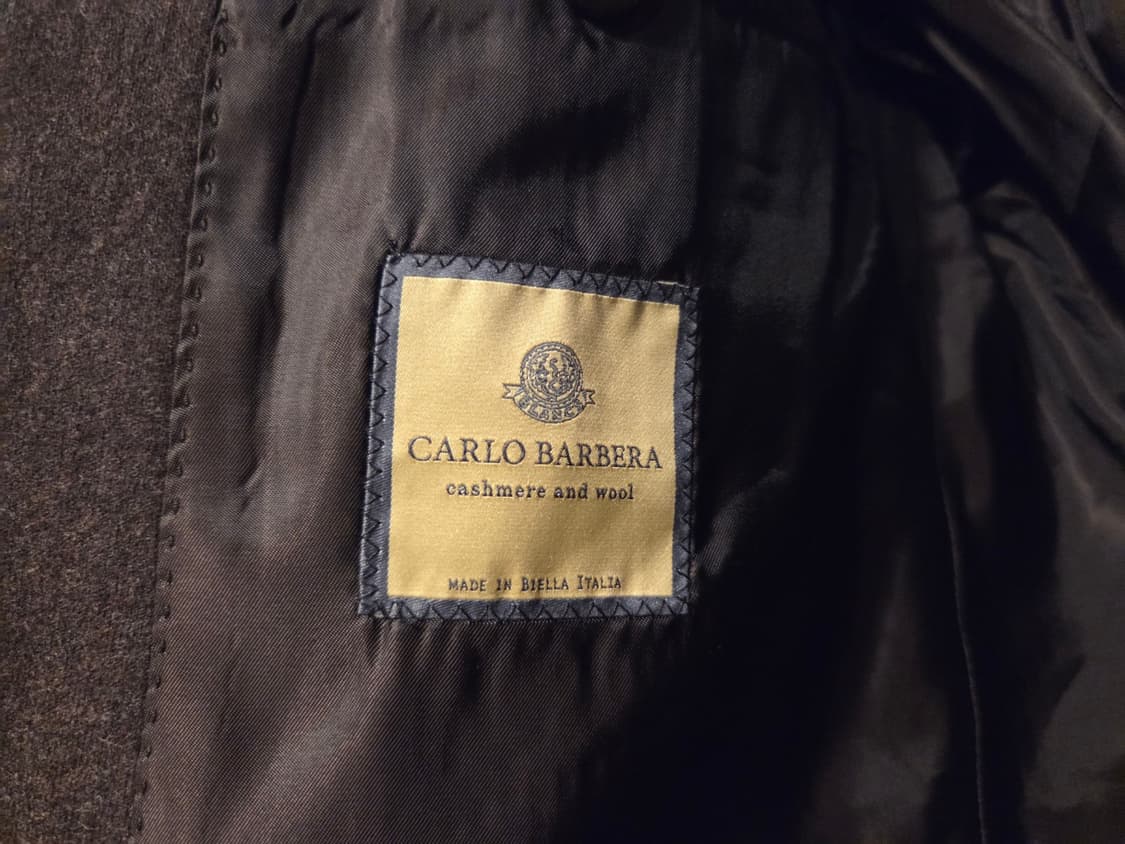 CARLO BARBERA
cashmere and wool
MADE IN BIELLA ITALIA